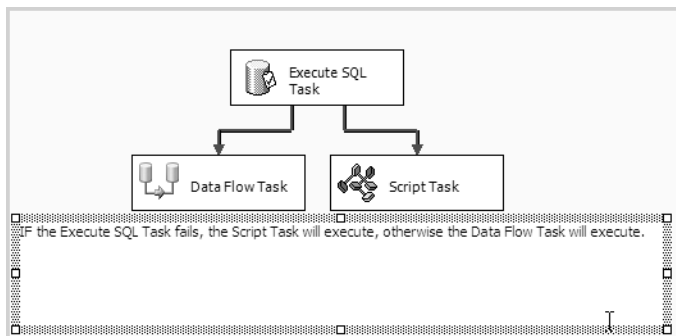 Execute SQL
Task
Data Flow Task
Script Task
IF the Execute SQL Task fails, the Script Task will execute, otherwise the Data Flow Task will execute.